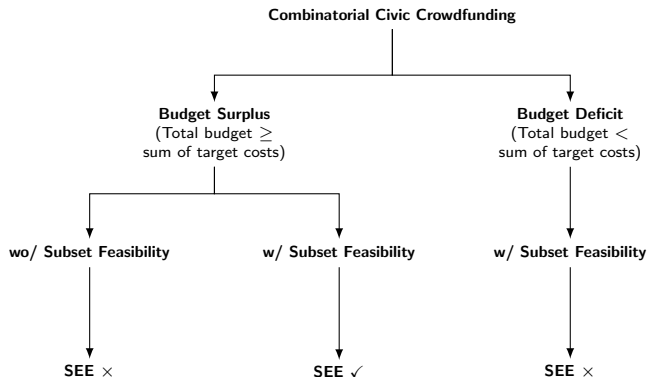 Combinatorial Civic Crowdfunding
Budget Surplus
(Total budget ≥
sum of target costs)
Budget Deficit
(Total budget <
sum of target costs)
wo/ Subset Feasibility
w/ Subset Feasibility
w/ Subset Feasibility
SEE ×
SEE ✓
SEE ×